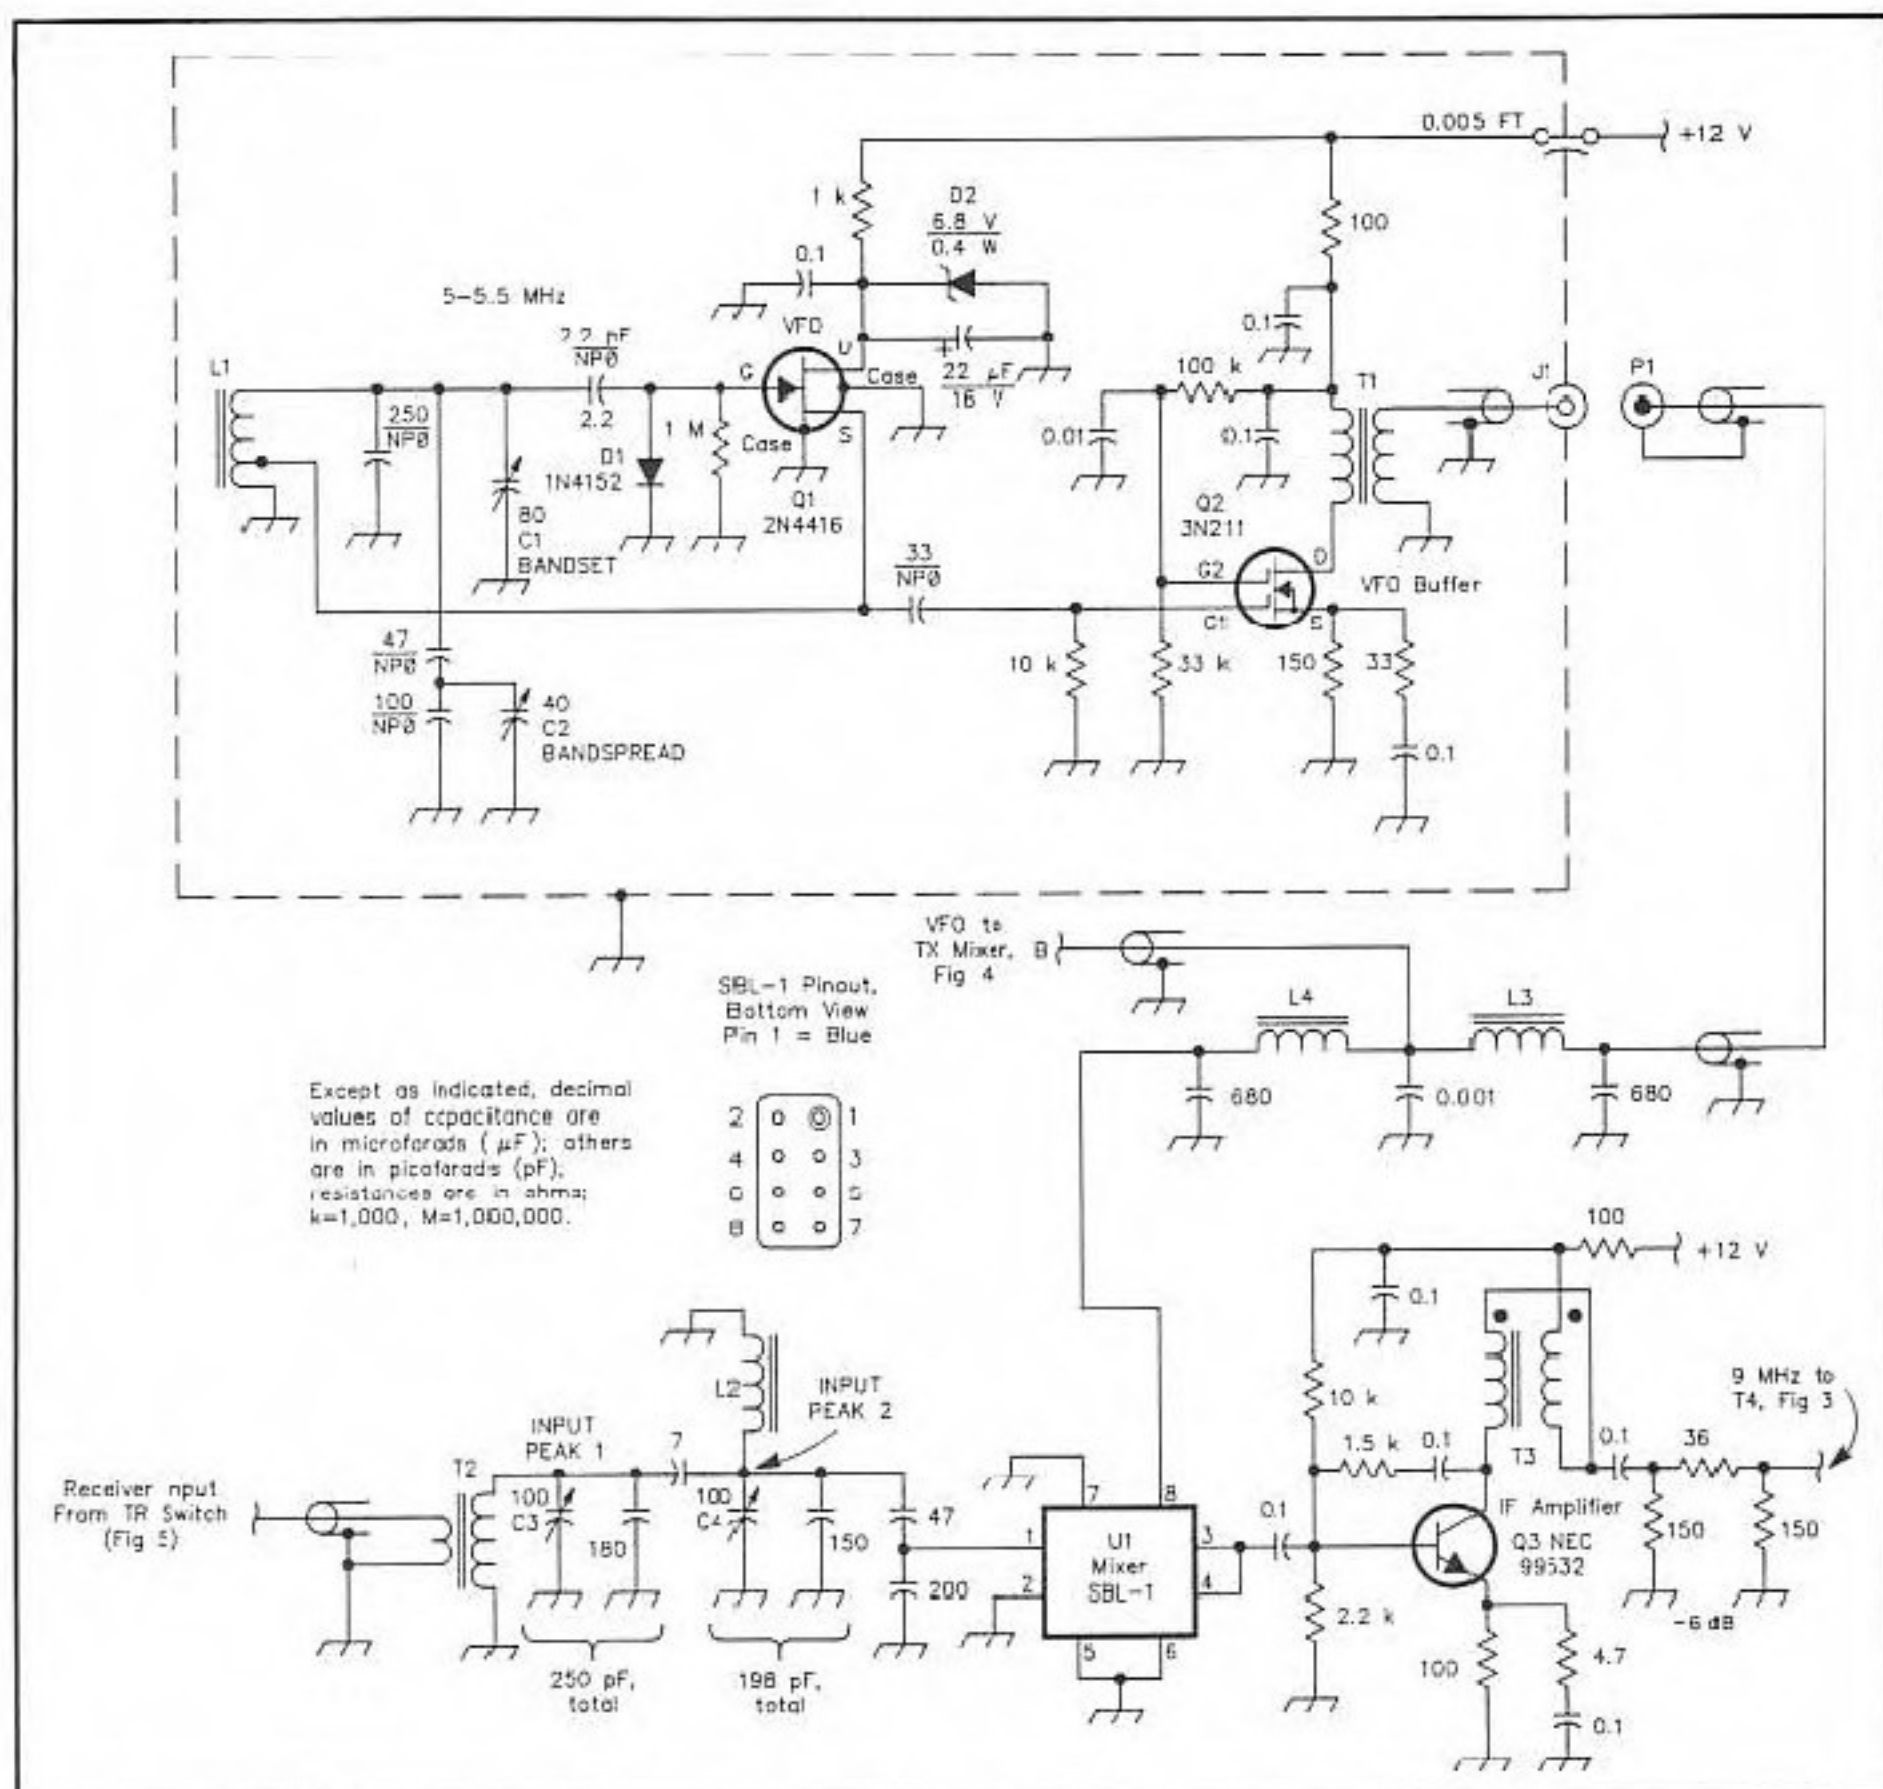 0.005 FT
+12 V
1 k
D2
6.8 V
0.4 W
100
0.1
5-5.5 MHz
VFO
2.2 pF
NPØ
2.2
L1
G
Case
22 µF
16 V
0.1
100 k
T1
J1
P1
250
NPØ
1 M
Case
S
0.01
0.1
D1
1N4152
Q1
2N4416
Q2
3N211
80
C1
BANDSET
33
NPØ
G2
D
VFO Buffer
S
47
NPØ
10 k
33 k
150
33
100
NPØ
40
C2
BANDSPREAD
0.1
VFO to
TX Mixer,
Fig 4
B
SBL-1 Pinout,
Bottom View
Pin 1 = Blue
L4
L3
Except as indicated, decimal
values of capacitance are
in microfarads ( µF); others
are in picofarads (pF);
resistances are in ohms;
k=1,000, M=1,000,000.
680
0.001
680
2 1
4 3
7
8
100
+12 V
0.1
L2
INPUT
PEAK 2
10 k
9 MHz to
T4, Fig 3
INPUT
PEAK 1
7
1.5 k
0.1
T3
0.1
36
Receiver nput
From TR Switch
(Fig 5)
T2
100
C3
180
100
C4
150
47
7
8
0.1
IF Amplifier
Q3 NEC
99532
150
150
1
U1
Mixer
SBL-1
3
2
4
200
2.2 k
-6 dB
5
6
100
4.7
250 pF,
total
198 pF,
total
0.1